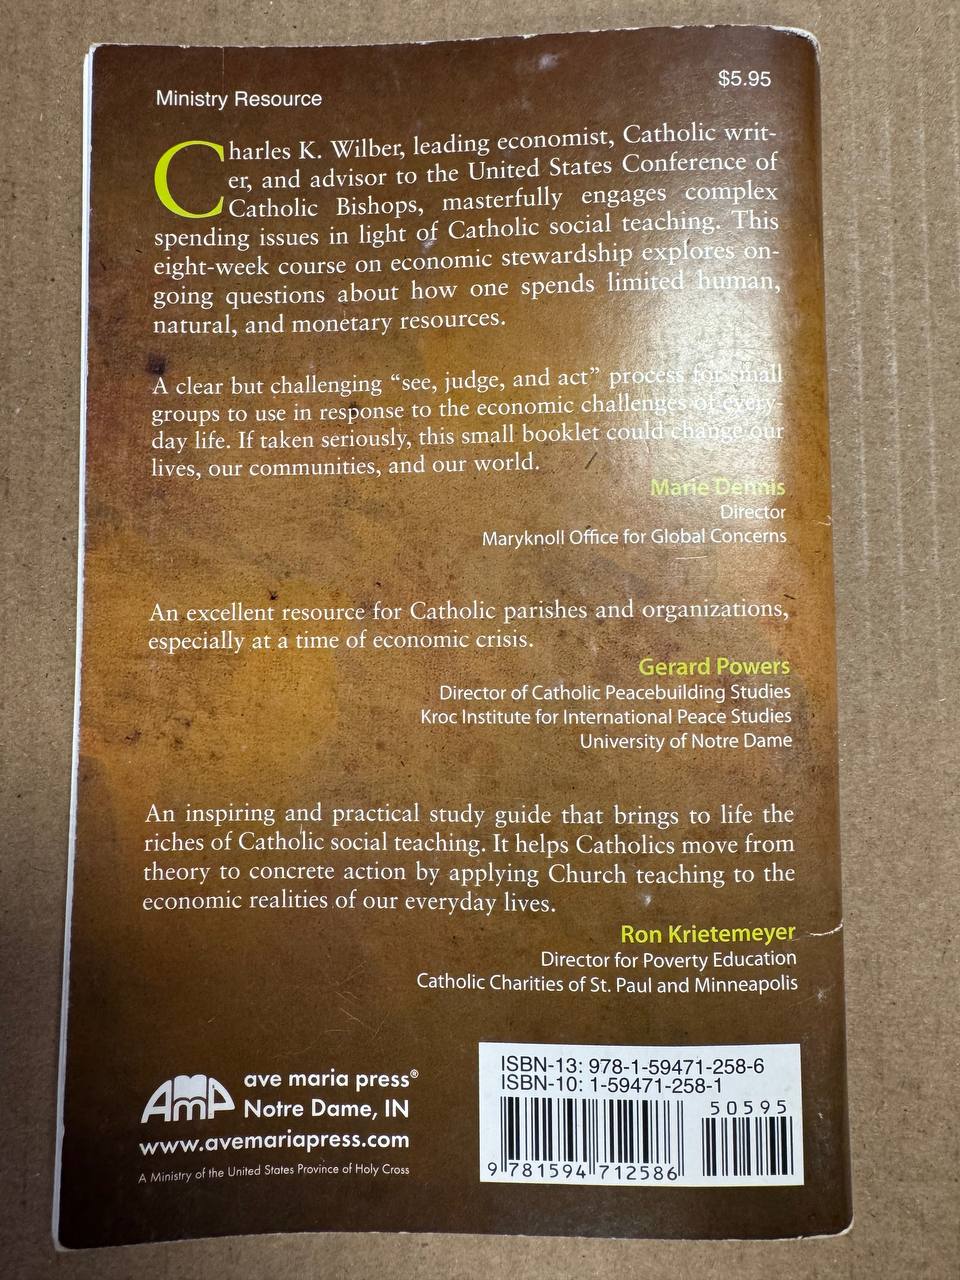 Ministry Resource
$5.95
Charles K. Wilber, leading economist, Catholic writ-
er, and advisor to the United States Conference of
Catholic Bishops, masterfully engages complex
spending issues in light of Catholic social teaching. This
eight-week course on economic stewardship explores on-
going questions about how one spends limited human,
natural, and monetary resources.
A clear but challenging “see, judge, and act” process for small
groups to use in response to the economic challenges of every-
day life. If taken seriously, this small booklet could change our
lives, our communities, and our world.
Marie Dennis
Director
Maryknoll Office for Global Concerns
An excellent resource for Catholic parishes and organizations,
especially at a time of economic crisis.
Gerard Powers
Director of Catholic Peacebuilding Studies
Kroc Institute for International Peace Studies
University of Notre Dame
An inspiring and practical study guide that brings to life the
riches of Catholic social teaching. It helps Catholics move from
theory to concrete action by applying Church teaching to the
economic realities of our everyday lives.
Ron Krietemeyer
Director for Poverty Education
Catholic Charities of St. Paul and Minneapolis
AMP
ave maria press®
Notre Dame, IN
www.avemariapress.com
A Ministry of the United States Province of Holy Cross
ISBN-13: 978-1-59471-258-6
ISBN-10: 1-59471-258-1
50595
9 781594 712586